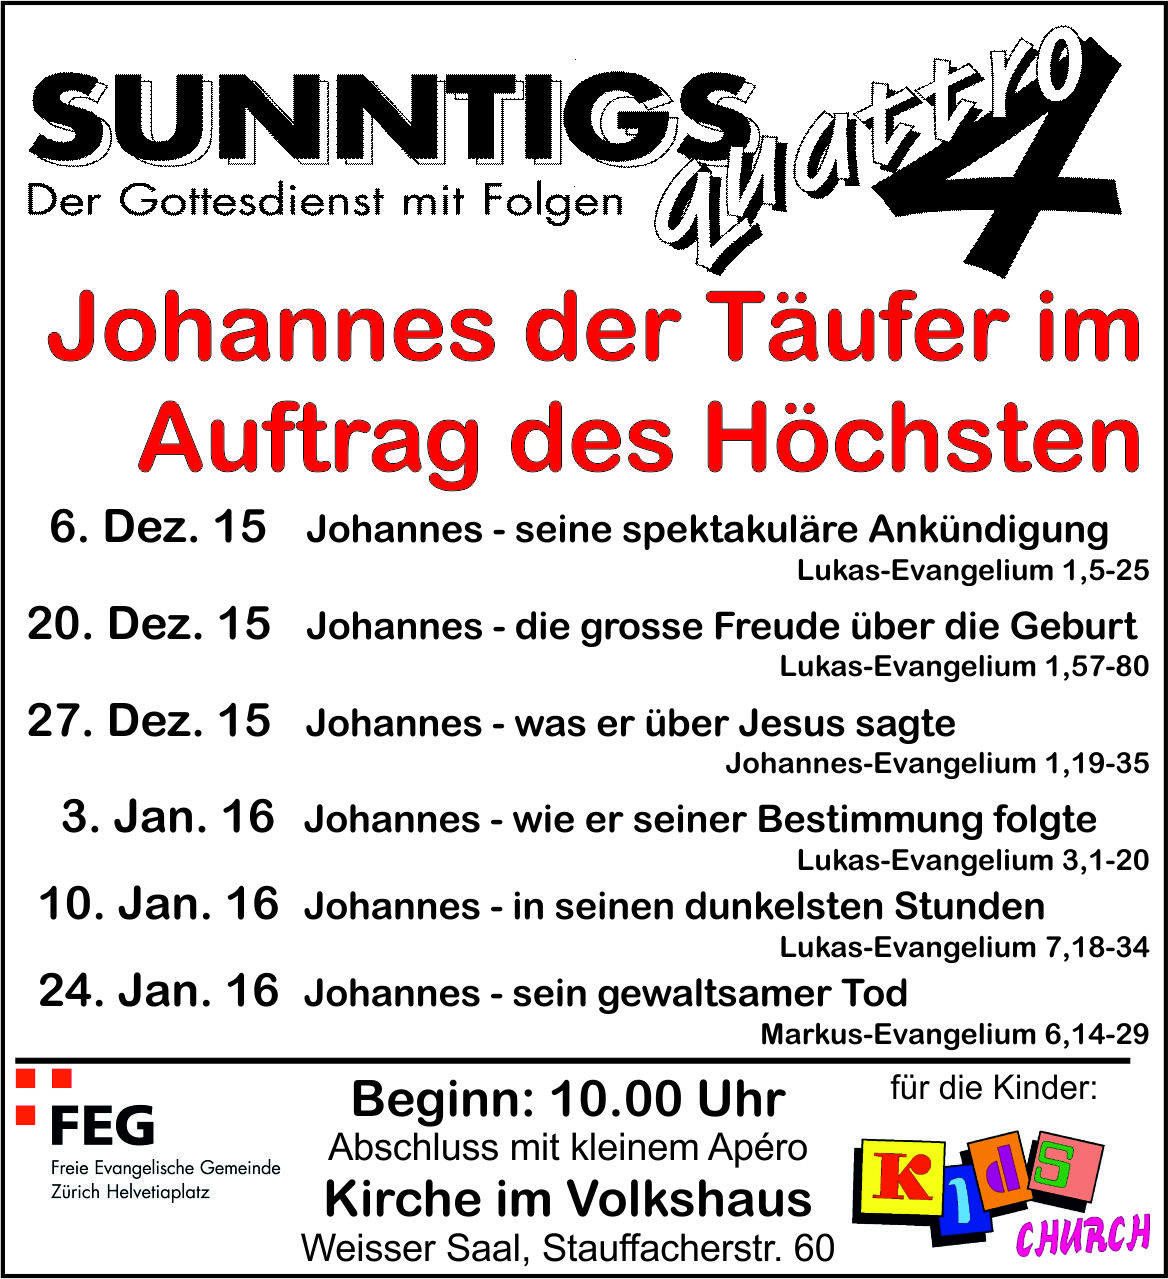 SUNNTIGS quattro 4
Der Gottesdienst mit Folgen
Johannes der Täufer im
Auftrag des Höchsten
6. Dez. 15 Johannes - seine spektakuläre Ankündigung
Lukas-Evangelium 1,5-25
20. Dez. 15 Johannes - die grosse Freude über die Geburt
Lukas-Evangelium 1,57-80
27. Dez. 15 Johannes - was er über Jesus sagte
Johannes-Evangelium 1,19-35
3. Jan. 16 Johannes - wie er seiner Bestimmung folgte
Lukas-Evangelium 3,1-20
10. Jan. 16 Johannes - in seinen dunkelsten Stunden
Lukas-Evangelium 7,18-34
24. Jan. 16 Johannes - sein gewaltsamer Tod
Markus-Evangelium 6,14-29
FEG
Freie Evangelische Gemeinde
Zürich Helvetiaplatz
Beginn: 10.00 Uhr
Abschluss mit kleinem Apéro
Kirche im Volkshaus
Weisser Saal, Stauffacherstr. 60
für die Kinder:
KidS
CHURCH